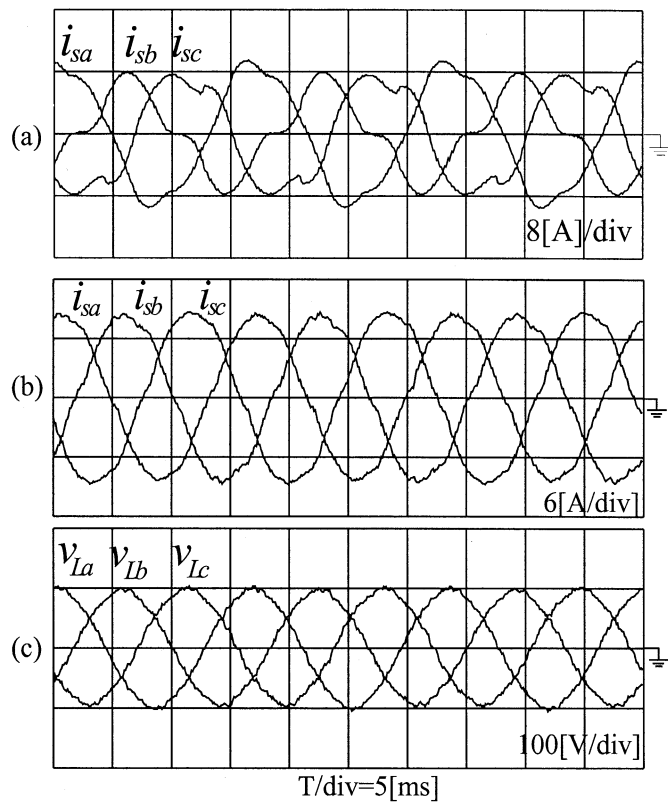 i_sa i_sb i_sc
(a)
8[A]/div
i_sa i_sb i_sc
(b)
6[A/div]
v_La v_Lb v_Lc
(c)
100[V/div]
T/div=5[ms]